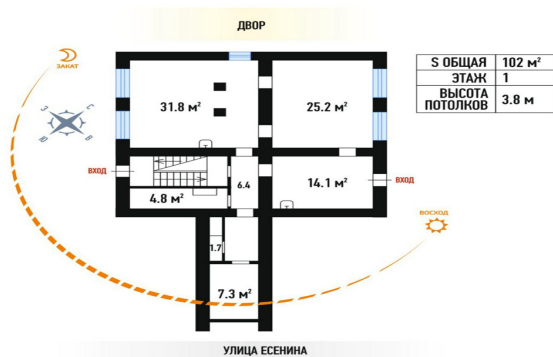 ДВОР
ЗАКАТ
S ОБЩАЯ 102 м²
ЭТАЖ 1
ВЫСОТА ПОТОЛКОВ 3.8 м
З
С
Ю
В
31.8 м²
25.2 м²
Т
ВХОД
6.4
14.1 м²
ВХОД
4.8 м²
Т
ВОСХОД
1.7
7.3 м²
УЛИЦА ЕСЕНИНА